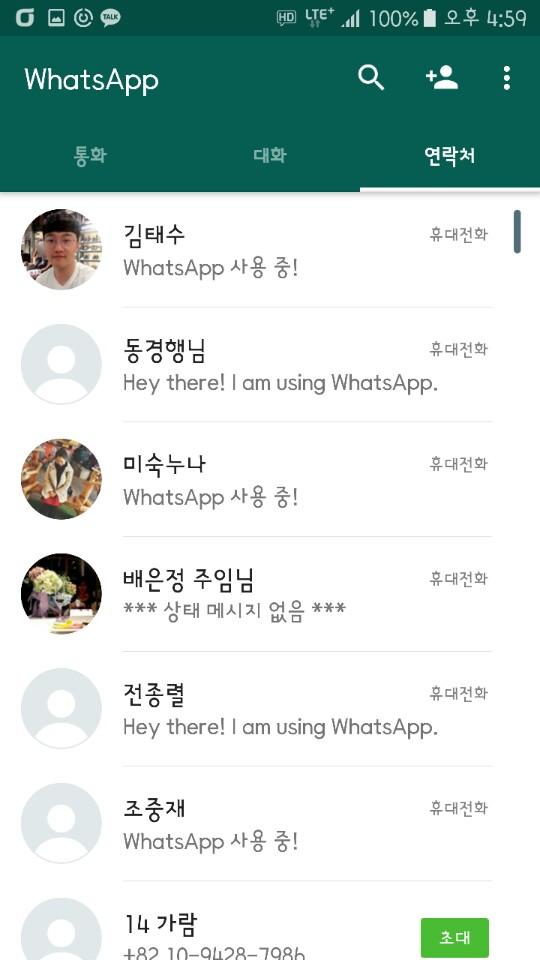 TALK HD LTE+ 100% 오후 4:59
WhatsApp
통화 대화 연락처
김태수 휴대전화
WhatsApp 사용 중!
동경행님 휴대전화
Hey there! I am using WhatsApp.
미숙누나 휴대전화
WhatsApp 사용 중!
배은정 주임님 휴대전화
*** 상태 메시지 없음 ***
전종렬 휴대전화
Hey there! I am using WhatsApp.
조중재 휴대전화
WhatsApp 사용 중!
14 가람 초대
+82 10-9428-7986